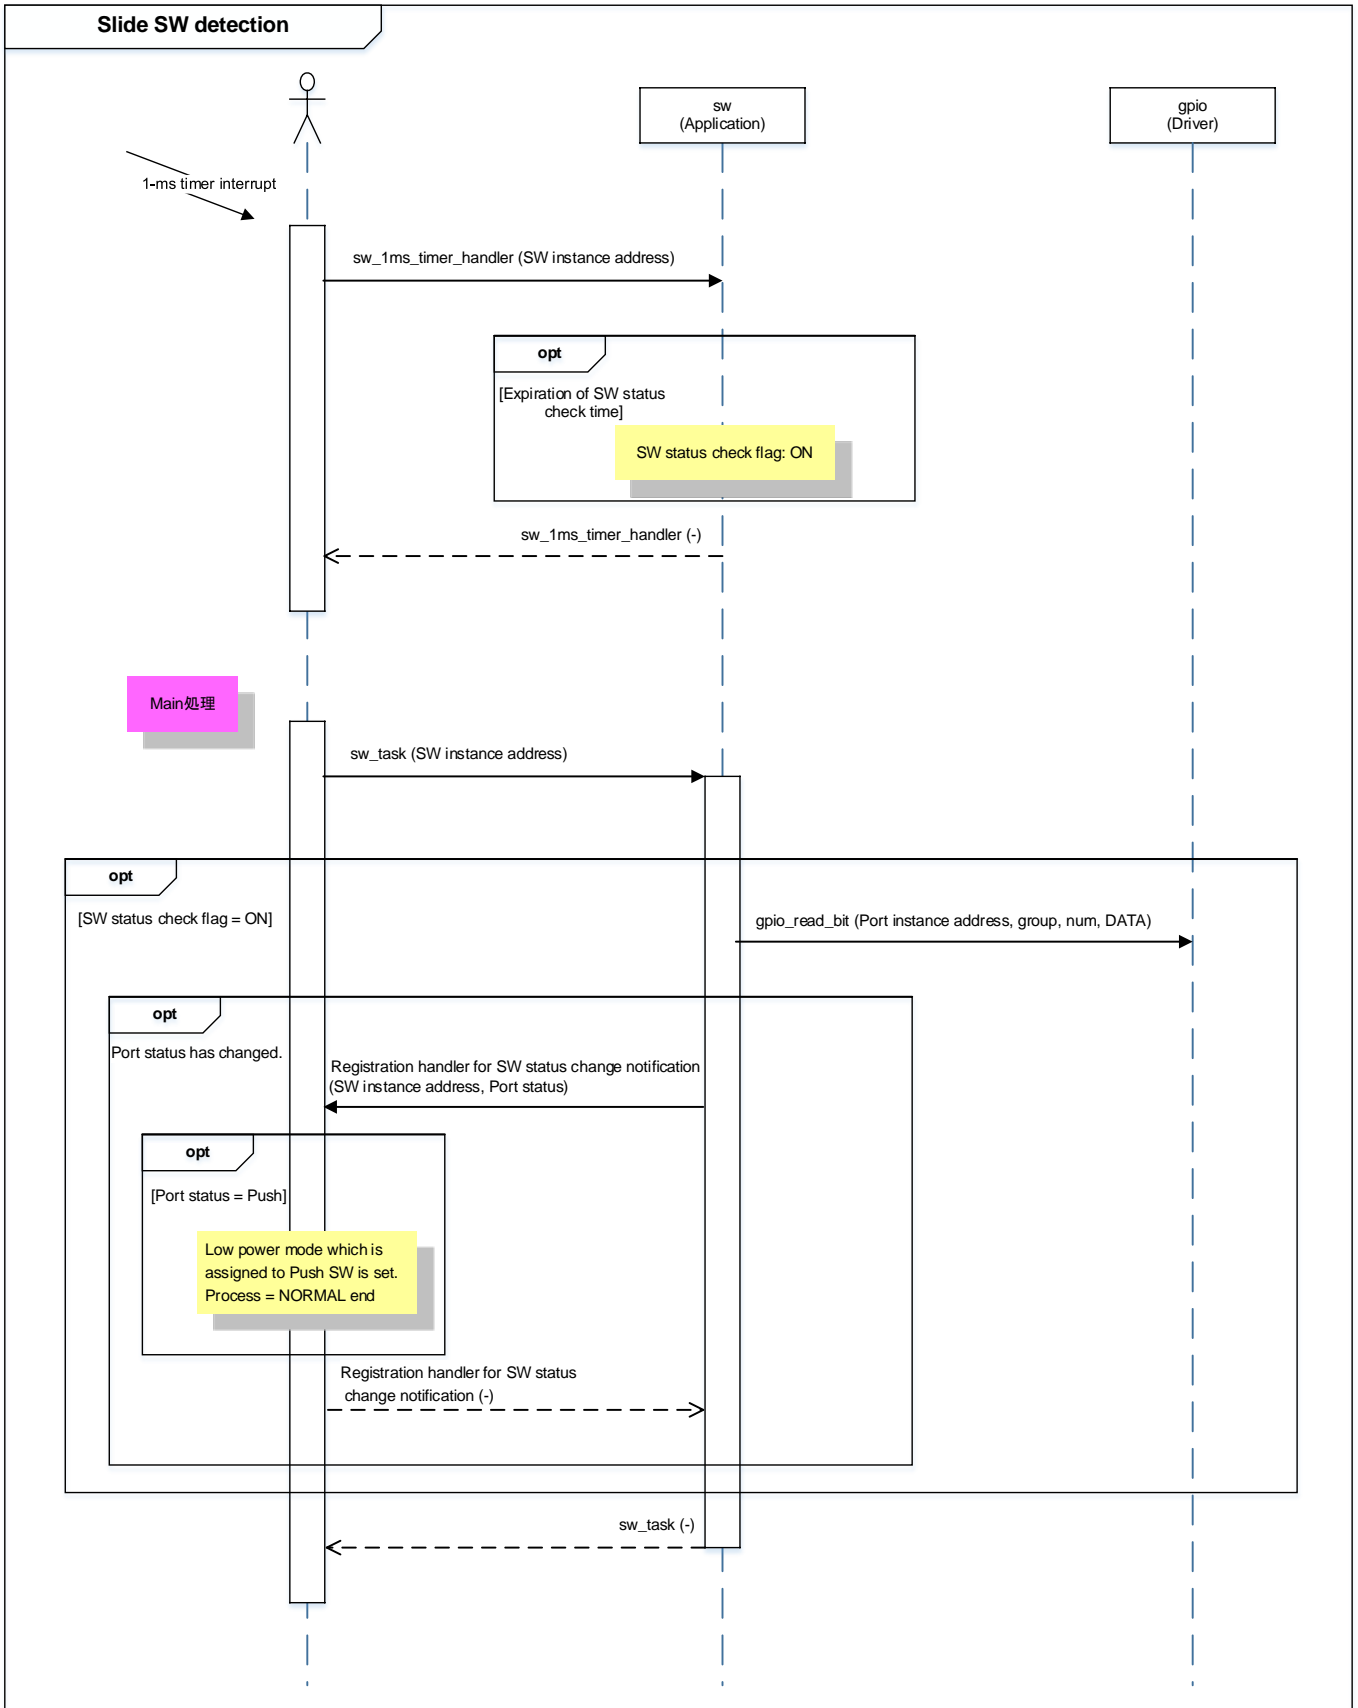 Slide SW detection
sw
(Application)
gpio
(Driver)
1-ms timer interrupt
sw_1ms_timer_handler (SW instance address)
opt
[Expiration of SW status
check time]
SW status check flag: ON
sw_1ms_timer_handler (-)
Main処理
sw_task (SW instance address)
opt
[SW status check flag = ON]
gpio_read_bit (Port instance address, group, num, DATA)
opt
Port status has changed.
Registration handler for SW status change notification
(SW instance address, Port status)
opt
[Port status = Push]
Low power mode which is
assigned to Push SW is set.
Process = NORMAL end
Registration handler for SW status
change notification (-)
sw_task (-)